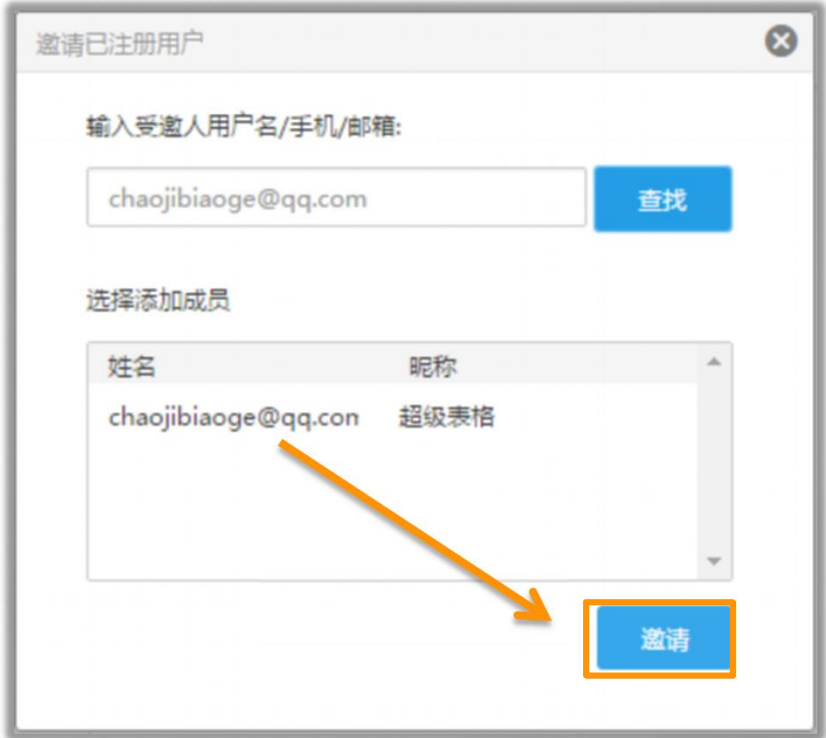 邀请已注册用户
输入受邀人用户名/手机/邮箱:
chaojibiaoge@qq.com 查找
选择添加成员
姓名 昵称
chaojibiaoge@qq.con 超级表格
邀请